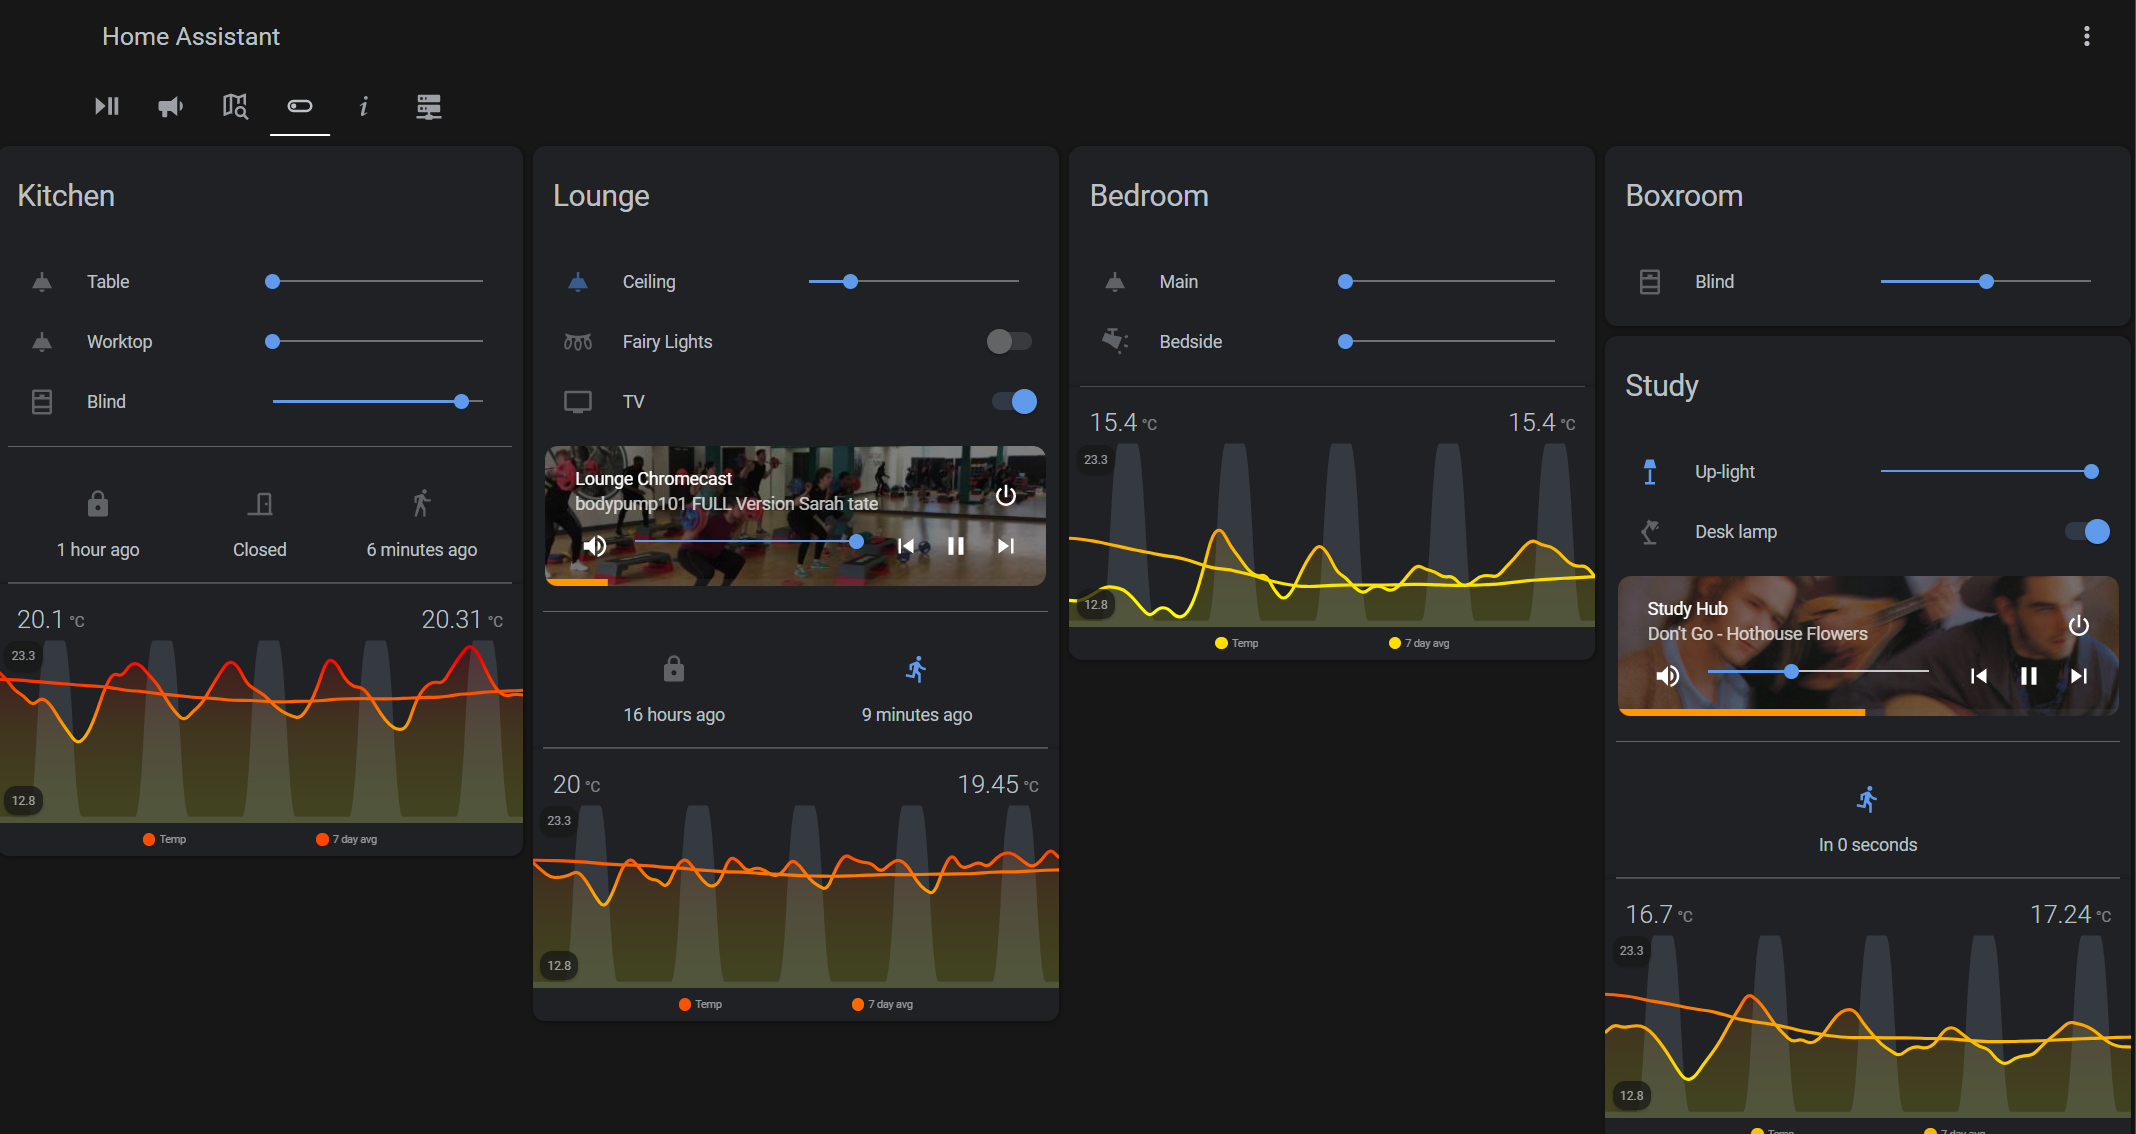 Home Assistant
Kitchen
Table
Worktop
Blind
1 hour ago
Closed
6 minutes ago
20.1 °C
20.31 °C
23.3
12.8
Temp
7 day avg
Lounge
Ceiling
Fairy Lights
TV
Lounge Chromecast
bodypump101 FULL Version Sarah tate
16 hours ago
9 minutes ago
20 °C
19.45 °C
23.3
12.8
Temp
7 day avg
Bedroom
Main
Bedside
15.4 °C
15.4 °C
23.3
12.8
Temp
7 day avg
Boxroom
Blind
Study
Up-light
Desk lamp
Study Hub
Don't Go - Hothouse Flowers
In 0 seconds
16.7 °C
17.24 °C
23.3
12.8
Temp
7 day avg